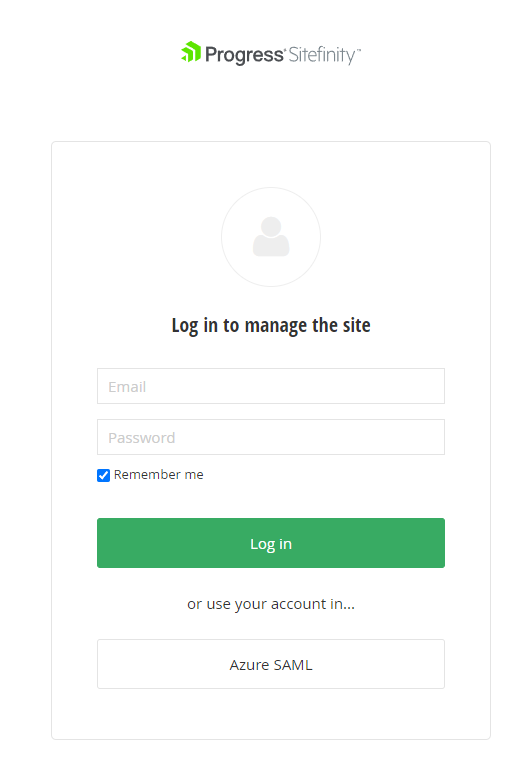 Progress® Sitefinity™
Log in to manage the site
Email
Password
Remember me
Log in
or use your account in...
Azure SAML